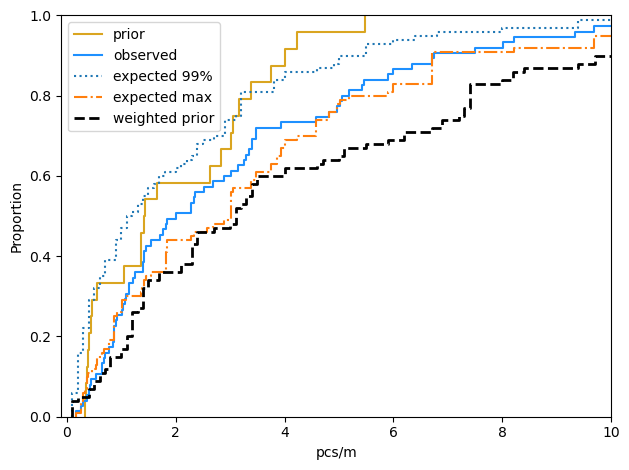 prior
observed
expected 99%
expected max
weighted prior
Proportion
1.0
0.8
0.6
0.4
0.2
0.0
0 2 4 6 8 10
pcs/m